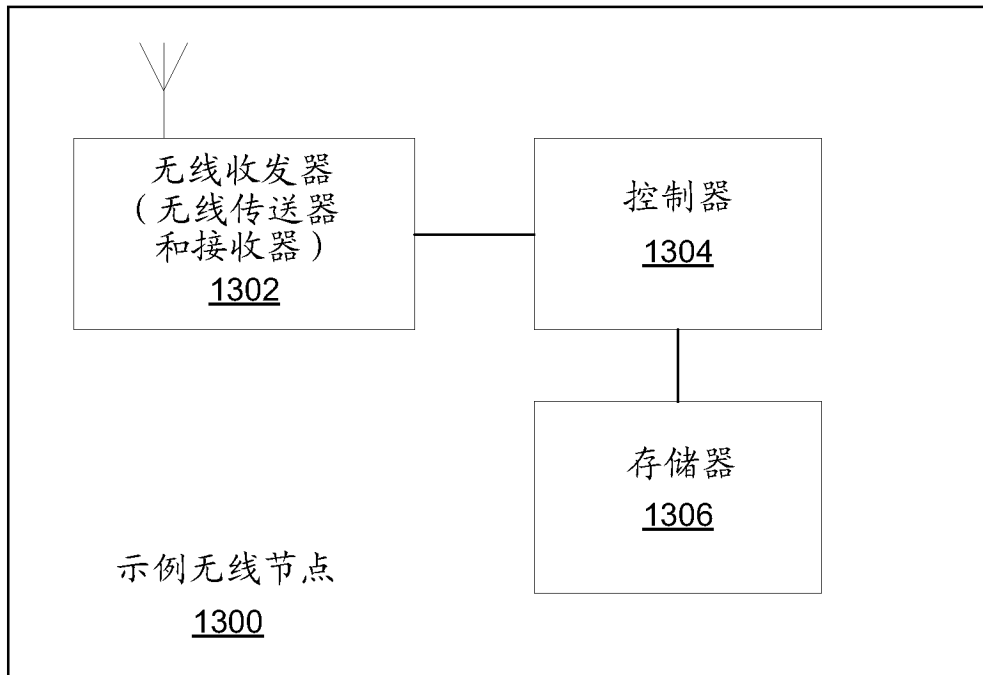 无线收发器
（无线传送器
和接收器）
1302
控制器
1304
存储器
1306
示例无线节点
1300